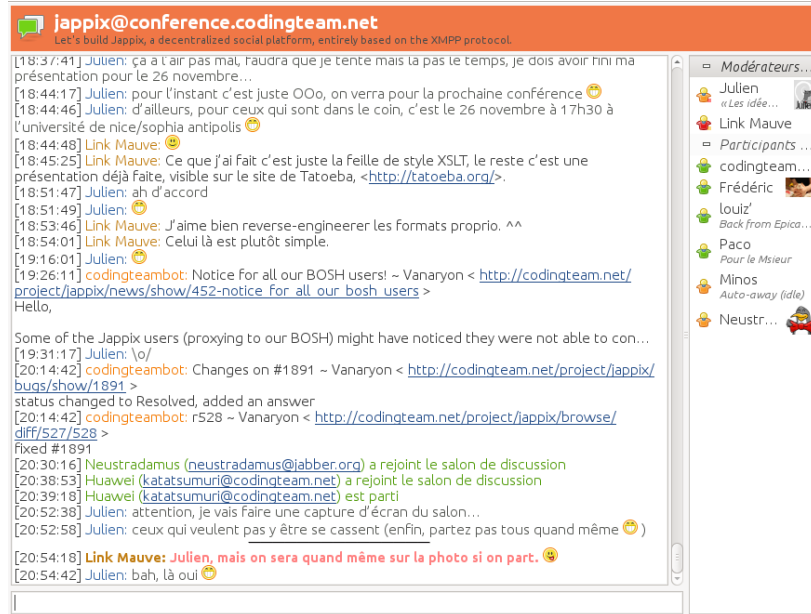 jappix@conference.codingteam.net
Let's build Jappix, a decentralized social platform, entirely based on the XMPP protocol.
[18:37:41] Julien: ça a l'air pas mal, faudra que je tente mais là pas le temps, je dois avoir fini ma
présentation pour le 26 novembre…
[18:44:17] Julien: pour l'instant c'est juste OOo, on verra pour la prochaine conférence
[18:44:46] Julien: d'ailleurs, pour ceux qui sont dans le coin, c'est le 26 novembre à 17h30 à
l'université de nice/sophia antipolis
[18:44:48] Link Mauve:
[18:45:25] Link Mauve: Ce que j'ai fait c'est juste la feille de style XSLT, le reste c'est une
présentation déjà faite, visible sur le site de Tatoeba, <http://tatoeba.org/>.
[18:51:47] Julien: ah d'accord
[18:51:49] Julien:
[18:53:46] Link Mauve: J'aime bien reverse-engineerer les formats proprio. ^^
[18:54:01] Link Mauve: Celui là est plutôt simple.
[19:16:01] Julien:
[19:26:11] codingteambot: Notice for all our BOSH users! ~ Vanaryon < http://codingteam.net/
project/jappix/news/show/452-notice_for_all_our_bosh_users >
Hello,
Some of the Jappix users (proxying to our BOSH) might have noticed they were not able to con…
[19:31:17] Julien: \o/
[20:14:42] codingteambot: Changes on #1891 ~ Vanaryon < http://codingteam.net/project/jappix/
bugs/show/1891 >
status changed to Resolved, added an answer
[20:14:42] codingteambot: r528 ~ Vanaryon < http://codingteam.net/project/jappix/browse/
diff/527/528 >
fixed #1891
[20:30:16] Neustradamus (neustradamus@jabber.org) a rejoint le salon de discussion
[20:38:53] Huawei (katatsumuri@codingteam.net) a rejoint le salon de discussion
[20:39:18] Huawei (katatsumuri@codingteam.net) est parti
[20:52:38] Julien: attention, je vais faire une capture d'écran du salon…
[20:52:58] Julien: ceux qui veulent pas y être se cassent (enfin, partez pas tous quand même )
[20:54:18] Link Mauve: Julien, mais on sera quand même sur la photo si on part.
[20:54:42] Julien: bah, là oui
Modérateurs…
Julien
«Les idée…
Link Mauve
Participants …
codingteam…
Frédéric
louiz'
Back from Epica…
Paco
Pour le Msieur
Minos
Auto-away (idle)
Neustr…